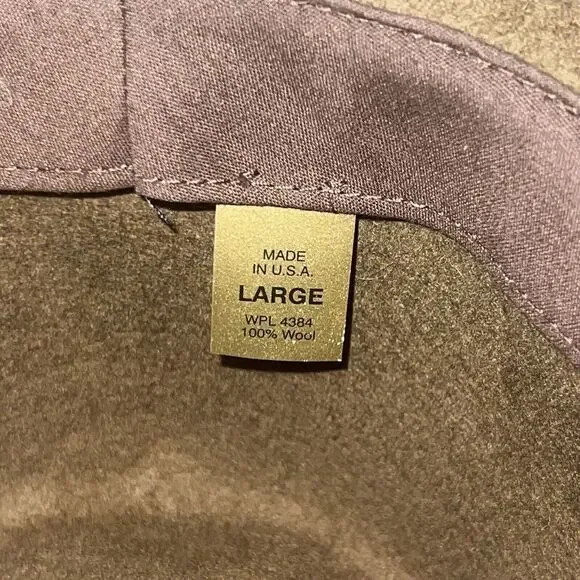 MADE
IN U.S.A.
LARGE
WPL 4384
100% Wool